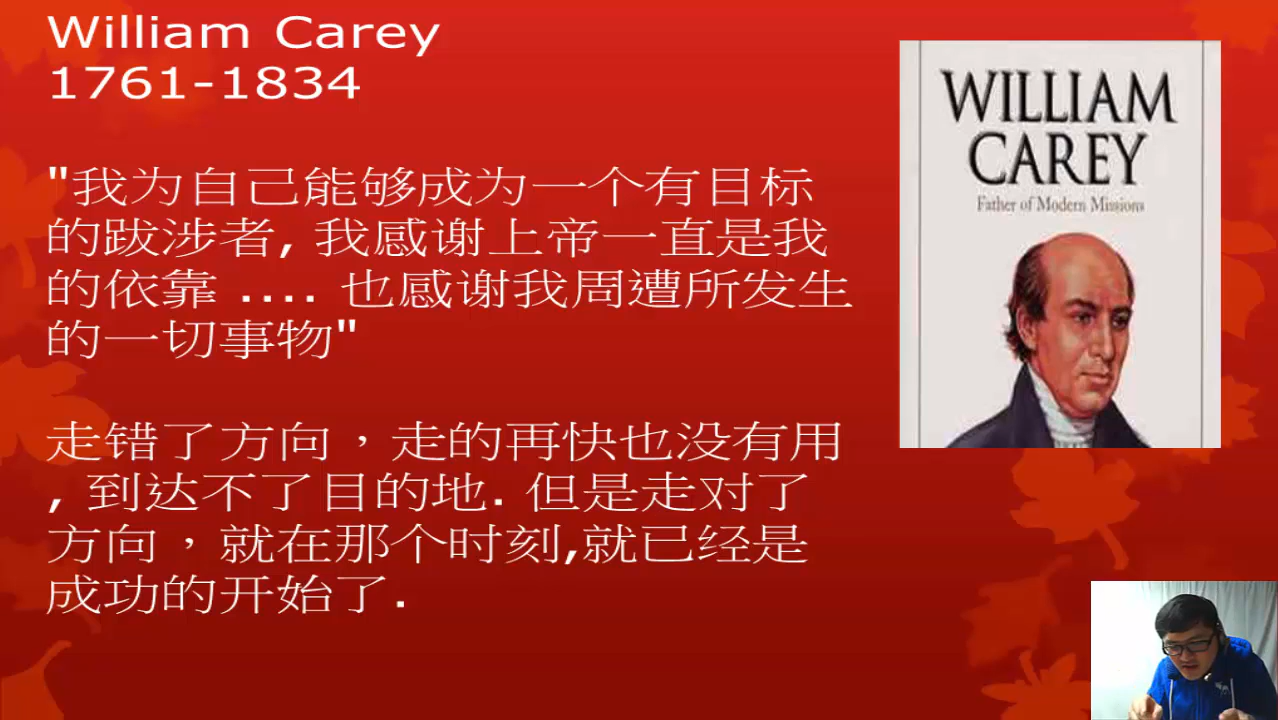 William Carey
1761-1834
"我为自己能够成为一个有目标
的跋涉者, 我感谢上帝一直是我
的依靠 .... 也感谢我周遭所发生
的一切事物"
走错了方向，走的再快也没有用
, 到达不了目的地. 但是走对了
方向，就在那个时刻,就已经是
成功的开始了.
WILLIAM
CAREY
Father of Modern Missions